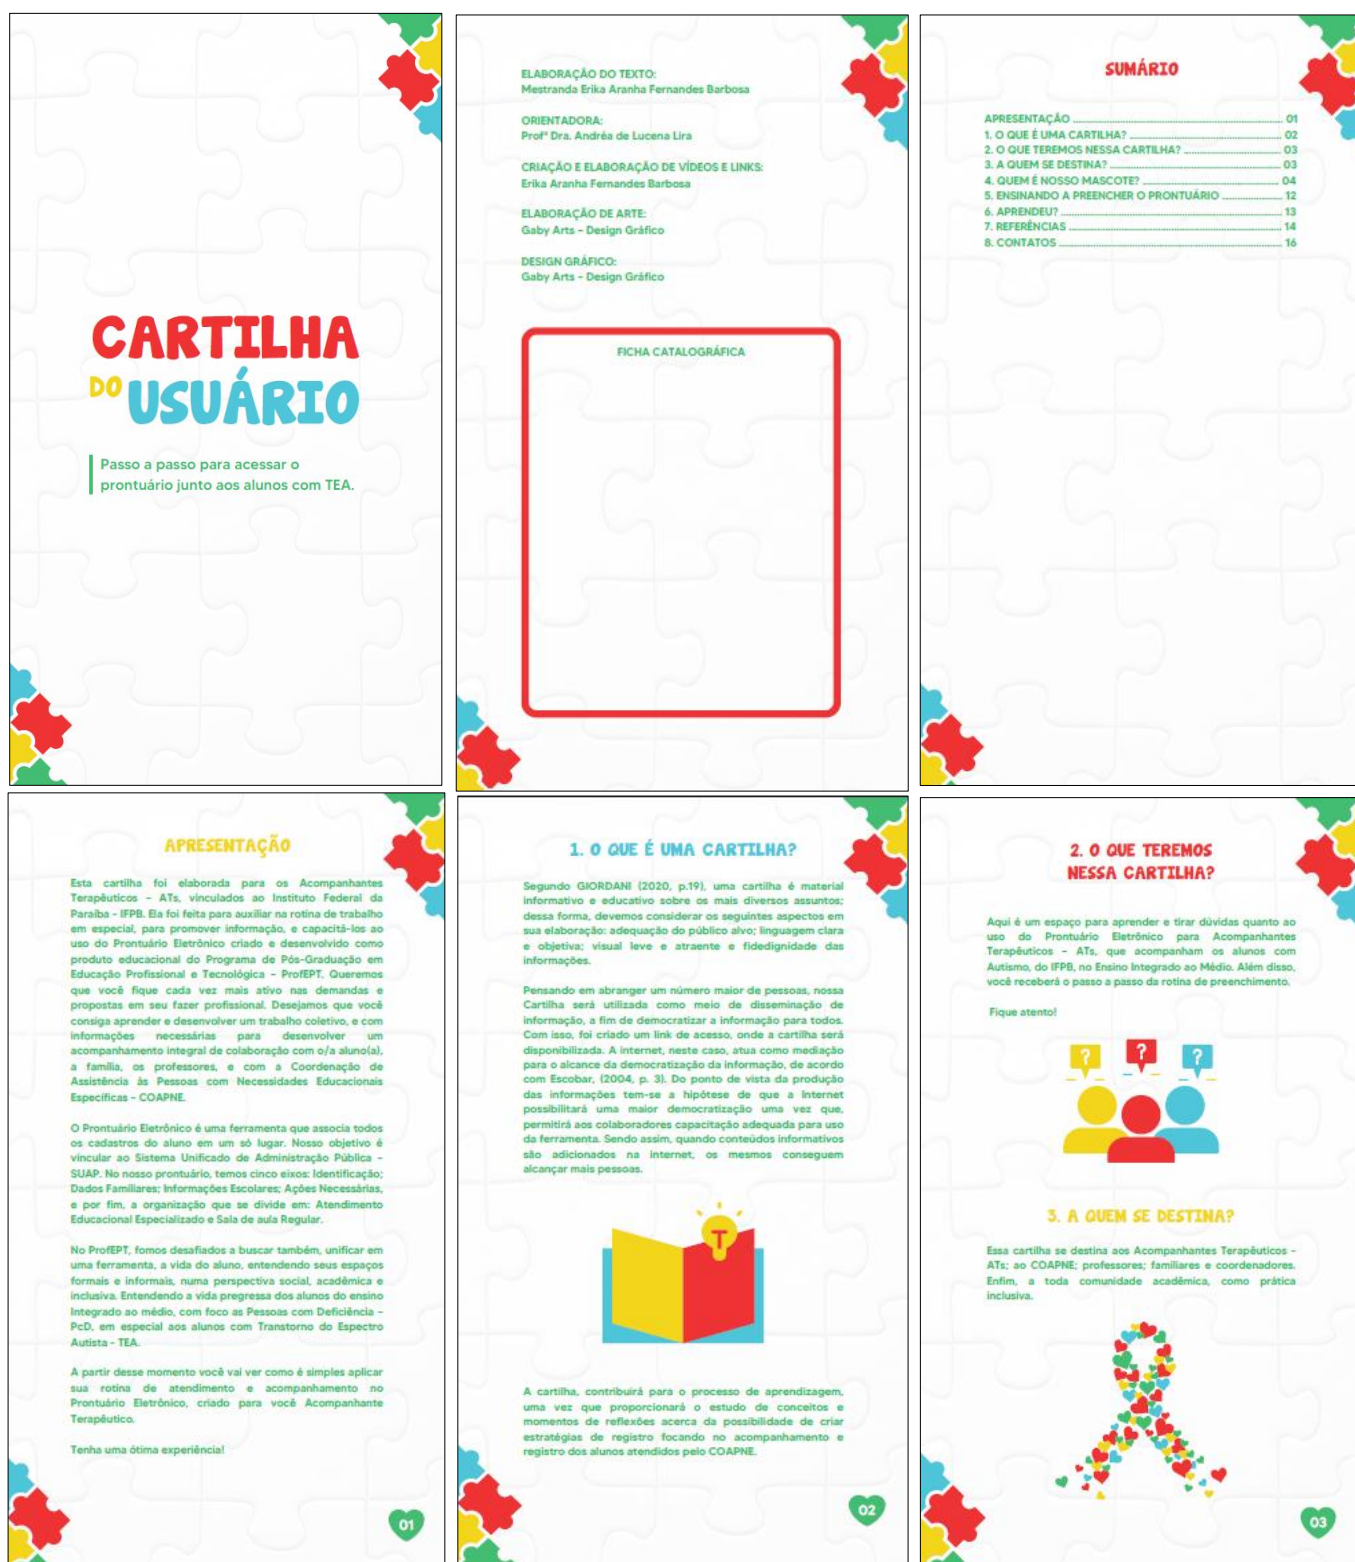 CARTILHA
DO USUÁRIO
Passo a passo para acessar o
prontuário junto aos alunos com TEA.
ELABORAÇÃO DO TEXTO:
Mestranda Erika Aranha Fernandes Barbosa
ORIENTADORA:
Profª Dra. Andréa de Lucena Lira
CRIAÇÃO E ELABORAÇÃO DE VÍDEOS E LINKS:
Erika Aranha Fernandes Barbosa
ELABORAÇÃO DE ARTE:
Gaby Arts - Design Gráfico
DESIGN GRÁFICO:
Gaby Arts - Design Gráfico
FICHA CATALOGRÁFICA
SUMÁRIO
APRESENTAÇÃO ........ 01
1. O QUE É UMA CARTILHA? ........ 02
2. O QUE TEREMOS NESSA CARTILHA? ........ 03
3. A QUEM SE DESTINA? ........ 03
4. QUEM É NOSSO MASCOTE? ........ 04
5. ENSINANDO A PREENCHER O PRONTUÁRIO ........ 12
6. APRENDEU? ........ 13
7. REFERÊNCIAS ........ 14
8. CONTATOS ........ 16
APRESENTAÇÃO
Esta cartilha foi elaborada para os Acompanhantes
Terapêuticos - ATs, vinculados ao Instituto Federal da
Paraíba - IFPB. Ela foi feita para auxiliar na rotina de trabalho
em especial, para promover informação, e capacitá-los ao
uso do Prontuário Eletrônico criado e desenvolvido como
produto educacional do Programa de Pós-Graduação em
Educação Profissional e Tecnológica - ProfEPT. Queremos
que você fique cada vez mais ativo nas demandas e
propostas em seu fazer profissional. Desejamos que você
consiga aprender e desenvolver um trabalho coletivo, e com
informações necessárias para desenvolver um
acompanhamento integral de colaboração com o/a aluno(a),
a família, os professores, e com a Coordenação de
Assistência às Pessoas com Necessidades Educacionais
Específicas - COAPNE.
O Prontuário Eletrônico é uma ferramenta que associa todos
os cadastros do aluno em um só lugar. Nosso objetivo é
vincular ao Sistema Unificado de Administração Pública -
SUAP. No nosso prontuário, temos cinco eixos: Identificação;
Dados Familiares; Informações Escolares; Ações Necessárias,
e por fim, a organização que se divide em: Atendimento
Educacional Especializado e Sala de aula Regular.
No ProfEPT, fomos desafiados a buscar também, unificar em
uma ferramenta, a vida do aluno, entendendo seus espaços
formais e informais, numa perspectiva social, acadêmica e
inclusiva. Entendendo a vida pregressa dos alunos do ensino
Integrado ao médio, com foco as Pessoas com Deficiência -
PcD, em especial aos alunos com Transtorno do Espectro
Autista - TEA.
A partir desse momento você vai ver como é simples aplicar
sua rotina de atendimento e acompanhamento no
Prontuário Eletrônico, criado para você Acompanhante
Terapêutico.
Tenha uma ótima experiência!
01
1. O QUE É UMA CARTILHA?
Segundo GIORDANI (2020, p.19), uma cartilha é material
informativo e educativo sobre os mais diversos assuntos;
dessa forma, devemos considerar os seguintes aspectos em
sua elaboração: adequação do público alvo; linguagem clara
e objetiva; visual leve e atraente e fidedignidade das
informações.
Pensando em abranger um número maior de pessoas, nossa
Cartilha será utilizada como meio de disseminação de
informação, a fim de democratizar a informação para todos.
Com isso, foi criado um link de acesso, onde a cartilha será
disponibilizada. A internet, neste caso, atua como mediação
para o alcance da democratização da informação, de acordo
com Escobar, (2004, p. 3). Do ponto de vista da produção
das informações tem-se a hipótese de que a Internet
possibilitará uma maior democratização uma vez que,
permitirá aos colaboradores capacitação adequada para uso
da ferramenta. Sendo assim, quando conteúdos informativos
são adicionados na internet, os mesmos conseguem
alcançar mais pessoas.
T
A cartilha, contribuirá para o processo de aprendizagem,
uma vez que proporcionará o estudo de conceitos e
momentos de reflexões acerca da possibilidade de criar
estratégias de registro focando no acompanhamento e
registro dos alunos atendidos pelo COAPNE.
02
2. O QUE TEREMOS
NESSA CARTILHA?
Aqui é um espaço para aprender e tirar dúvidas quanto ao
uso do Prontuário Eletrônico para Acompanhantes
Terapêuticos - ATs, que acompanham os alunos com
Autismo, do IFPB, no Ensino Integrado ao Médio. Além disso,
você receberá o passo a passo da rotina de preenchimento.
Fique atento!
? ? ?
3. A QUEM SE DESTINA?
Essa cartilha se destina aos Acompanhantes Terapêuticos -
ATs; ao COAPNE; professores; familiares e coordenadores.
Enfim, a toda comunidade acadêmica, como prática
inclusiva.
03